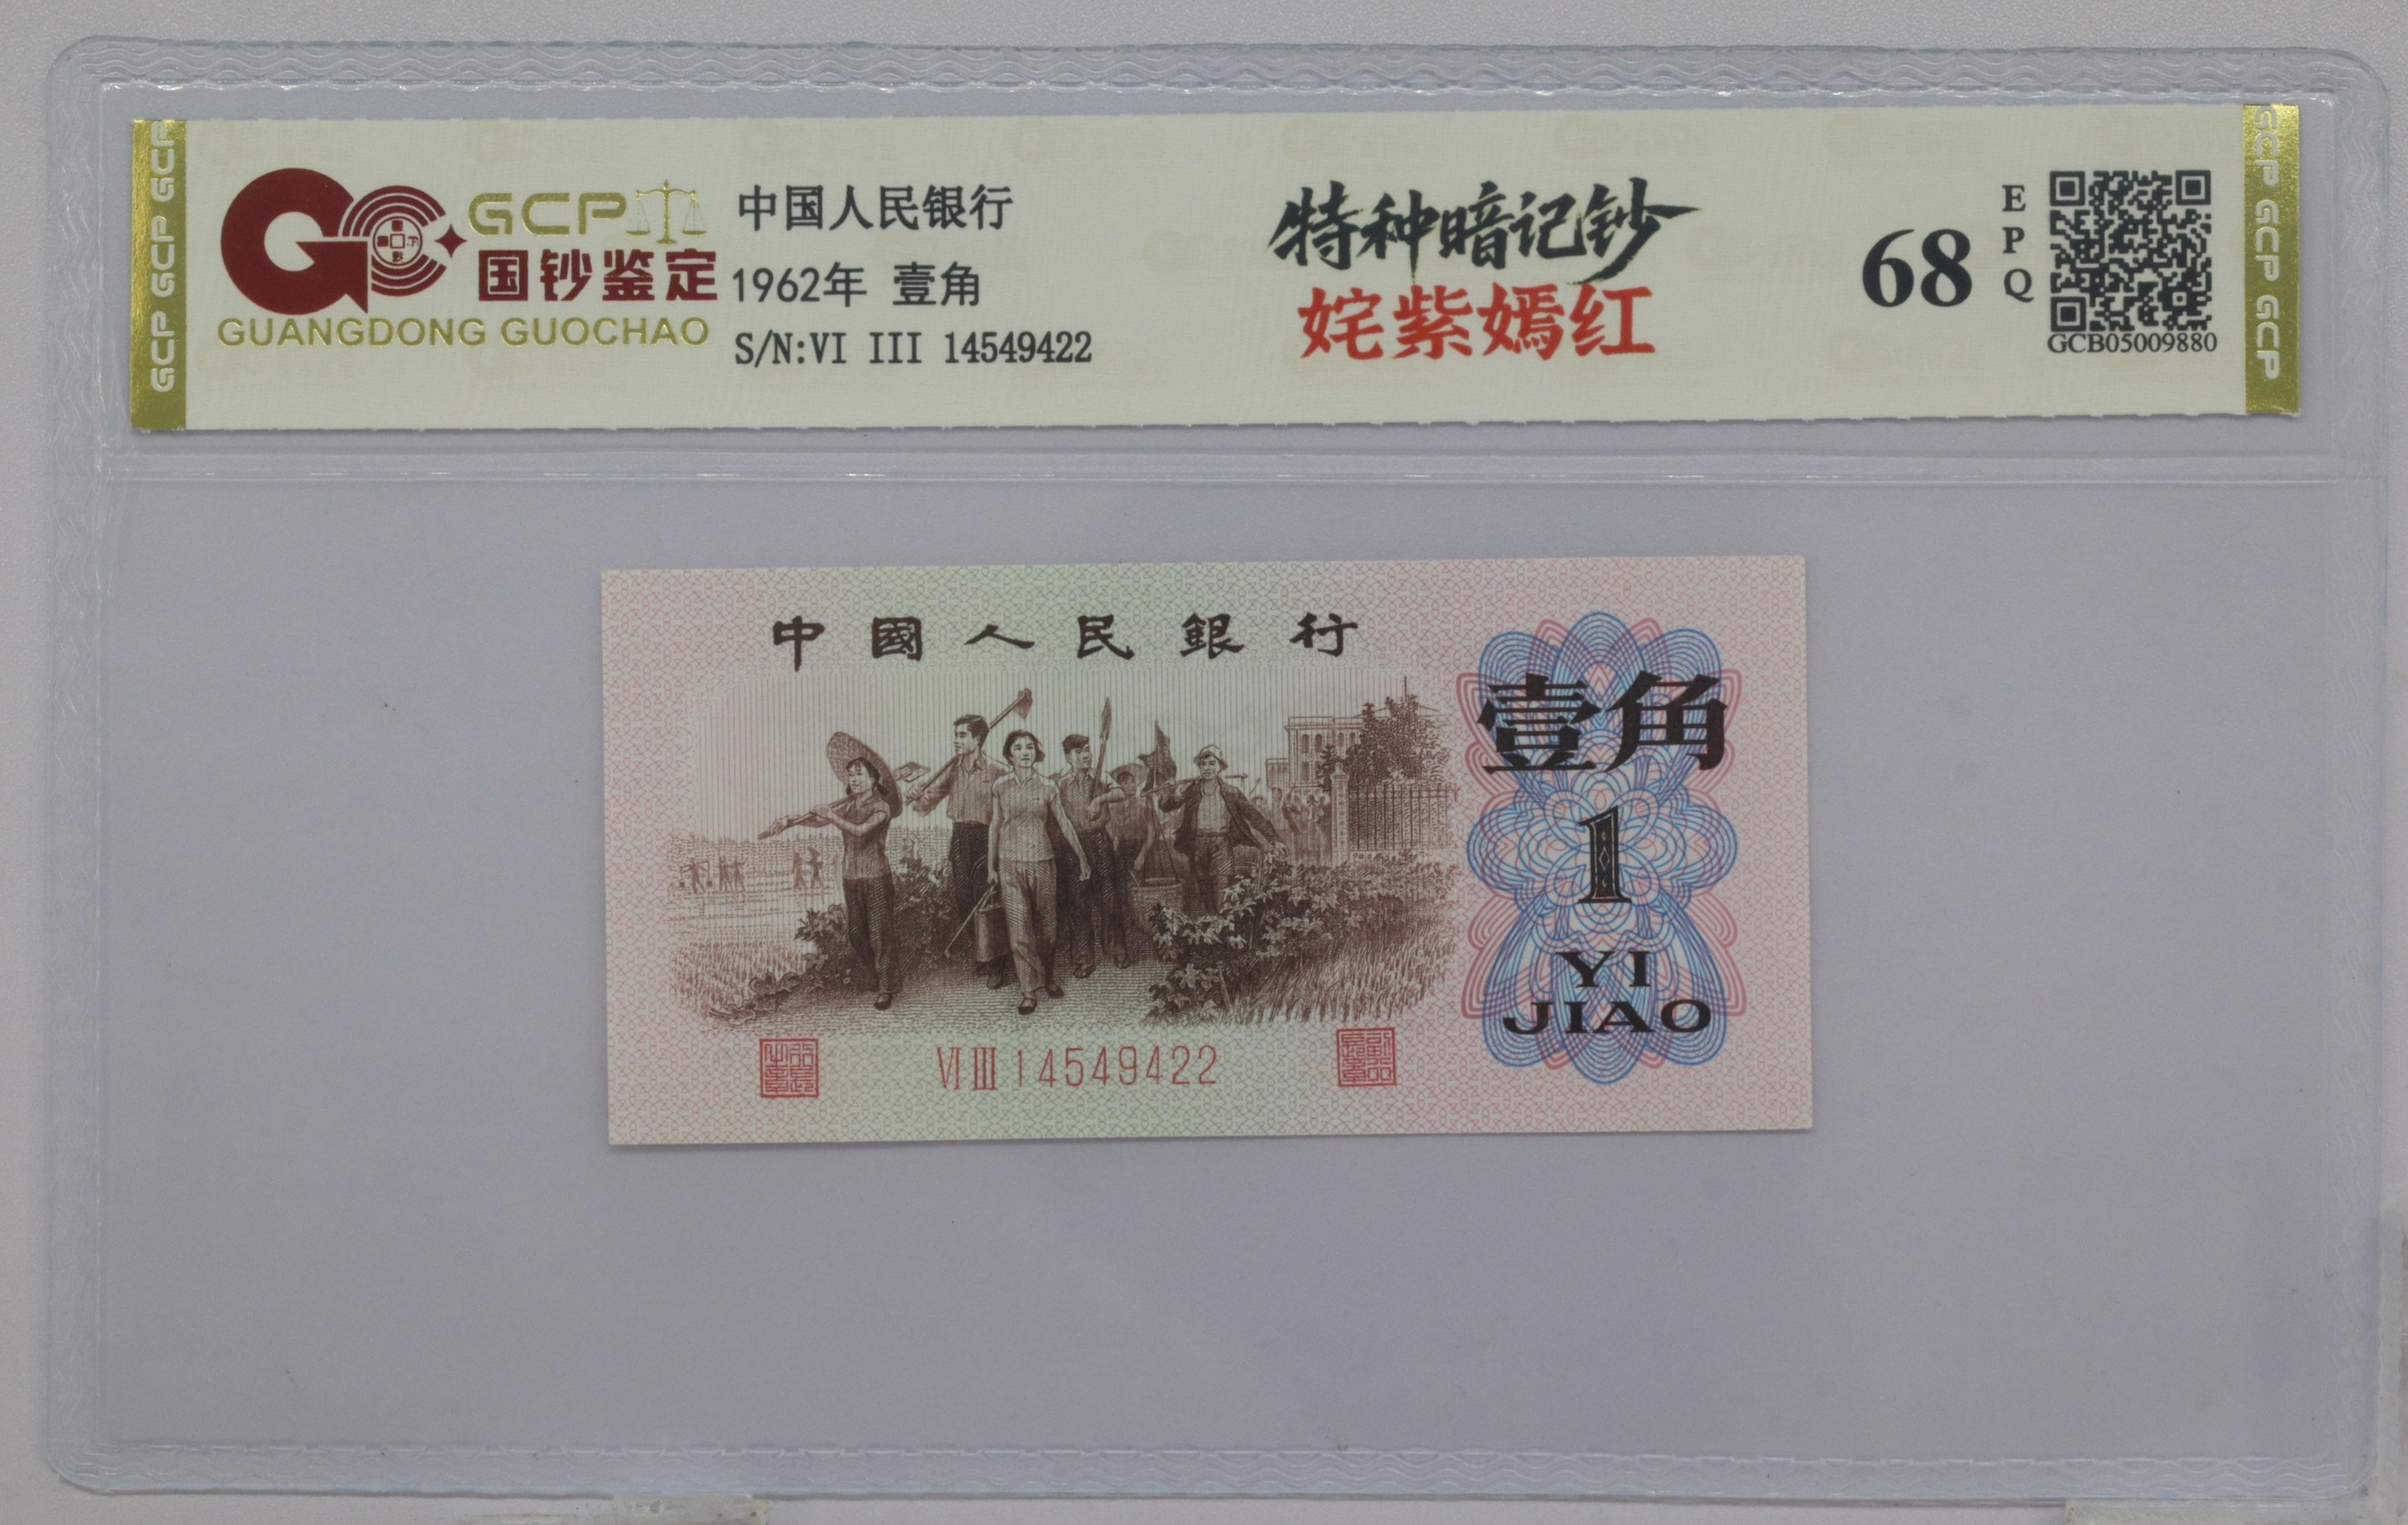 GCP GCP GCP
GCP
国钞鉴定
GUANGDONG GUOCHAO
中国人民银行
1962年 壹角
S/N:VI III 14549422
特种暗记钞
姹紫嫣红
68
EPQ
GCB05009880
GCP GCP GCP
中國人民銀行
壹角
1
YI
JIAO
VI III 14549422